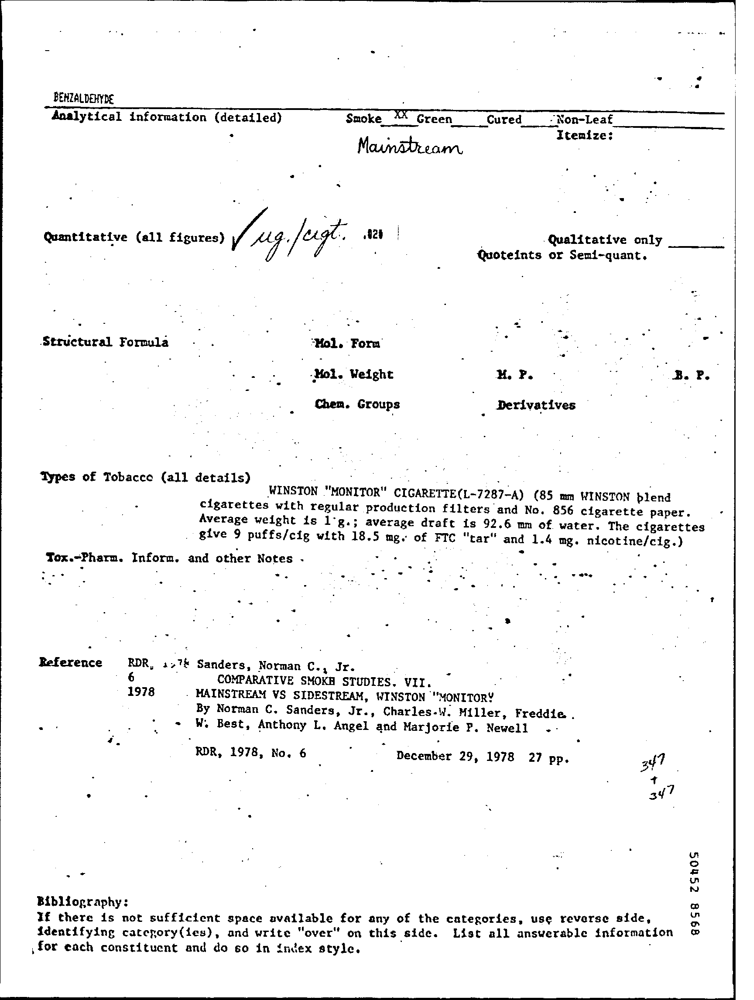 BENZALDEHYDE
Analytical information (detailed) Smoke XX Green Cured Non-Leaf
Itemize:
Mainstream
Quantitative (all figures) √ ug./cigt. .020
Qualitative only
Quoteints or Semi-quant.
Structural Formula Mol. Form
Mol. Weight M. P. B. P.
Chem. Groups Derivatives
Types of Tobacco (all details)
WINSTON "MONITOR" CIGARETTE(L-7287-A) (85 mm WINSTON blend
cigarettes with regular production filters and No. 856 cigarette paper.
Average weight is 1 g.; average draft is 92.6 mm of water. The cigarettes
give 9 puffs/cig with 18.5 mg. of FTC "tar" and 1.4 mg. nicotine/cig.)
Tox.-Pharm. Inform. and other Notes
Reference RDR, Sanders, Norman C., Jr.
6 COMPARATIVE SMOKE STUDIES. VII.
1978 MAINSTREAM VS SIDESTREAM, WINSTON "MONITOR"
By Norman C. Sanders, Jr., Charles W. Miller, Freddie
W. Best, Anthony L. Angel and Marjorie P. Newell
RDR, 1978, No. 6 December 29, 1978 27 pp.
347
+
347
50452 8568
Bibliography:
If there is not sufficient space available for any of the categories, use reverse side,
identifying category(ies), and write "over" on this side. List all answerable information
for each constituent and do so in index style.